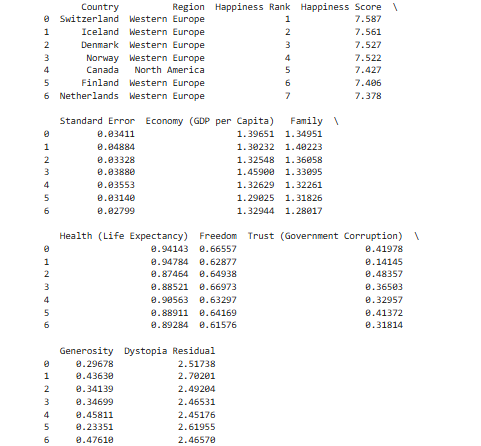 Country Region Happiness Rank Happiness Score \
0 Switzerland Western Europe 1 7.587
1 Iceland Western Europe 2 7.561
2 Denmark Western Europe 3 7.527
3 Norway Western Europe 4 7.522
4 Canada North America 5 7.427
5 Finland Western Europe 6 7.406
6 Netherlands Western Europe 7 7.378
Standard Error Economy (GDP per Capita) Family \
0 0.03411 1.39651 1.34951
1 0.04884 1.30232 1.40223
2 0.03328 1.32548 1.36058
3 0.03880 1.45900 1.33095
4 0.03553 1.32629 1.32261
5 0.03140 1.29025 1.31826
6 0.02799 1.32944 1.28017
Health (Life Expectancy) Freedom Trust (Government Corruption) \
0 0.94143 0.66557 0.41978
1 0.94784 0.62877 0.14145
2 0.87464 0.64938 0.48357
3 0.88521 0.66973 0.36503
4 0.90563 0.63297 0.32957
5 0.88911 0.64169 0.41372
6 0.89284 0.61576 0.31814
Generosity Dystopia Residual
0 0.29678 2.51738
1 0.43630 2.70201
2 0.34139 2.49204
3 0.34699 2.46531
4 0.45811 2.45176
5 0.23351 2.61955
6 0.47610 2.46570